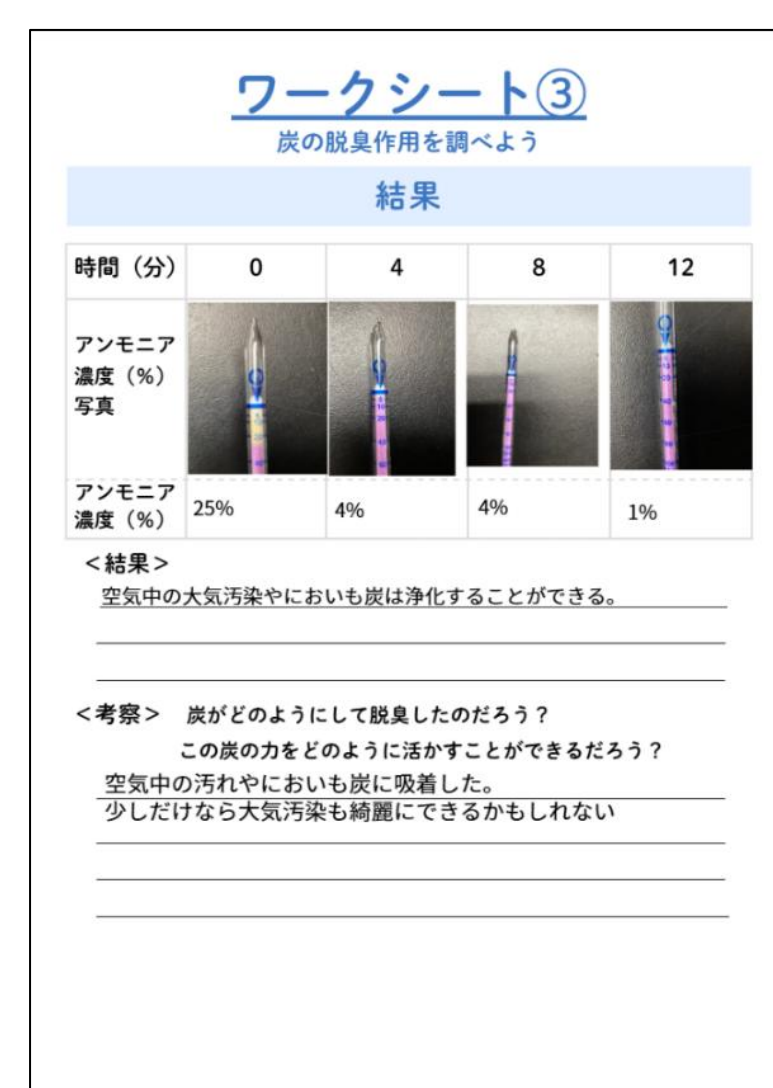 ワークシート③
炭の脱臭作用を調べよう
結果
時間（分） 0 4 8 12
アンモニア
濃度（%）
写真
アンモニア
濃度（%）
25% 4% 4% 1%
＜結果＞
空気中の大気汚染やにおいも炭は浄化することができる。
＜考察＞ 炭がどのようにして脱臭したのだろう？
この炭の力をどのように活かすことができるだろう？
空気中の汚れやにおいも炭に吸着した。
少しだけなら大気汚染も綺麗にできるかもしれない